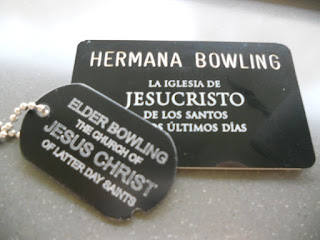 HERMANA BOWLING
LA IGLESIA DE
JESUCRISTO
DE LOS SANTOS
ÚLTIMOS DÍAS
ELDER BOWLING
THE CHURCH OF
JESUS CHRIST
OF LATTER DAY SAINTS